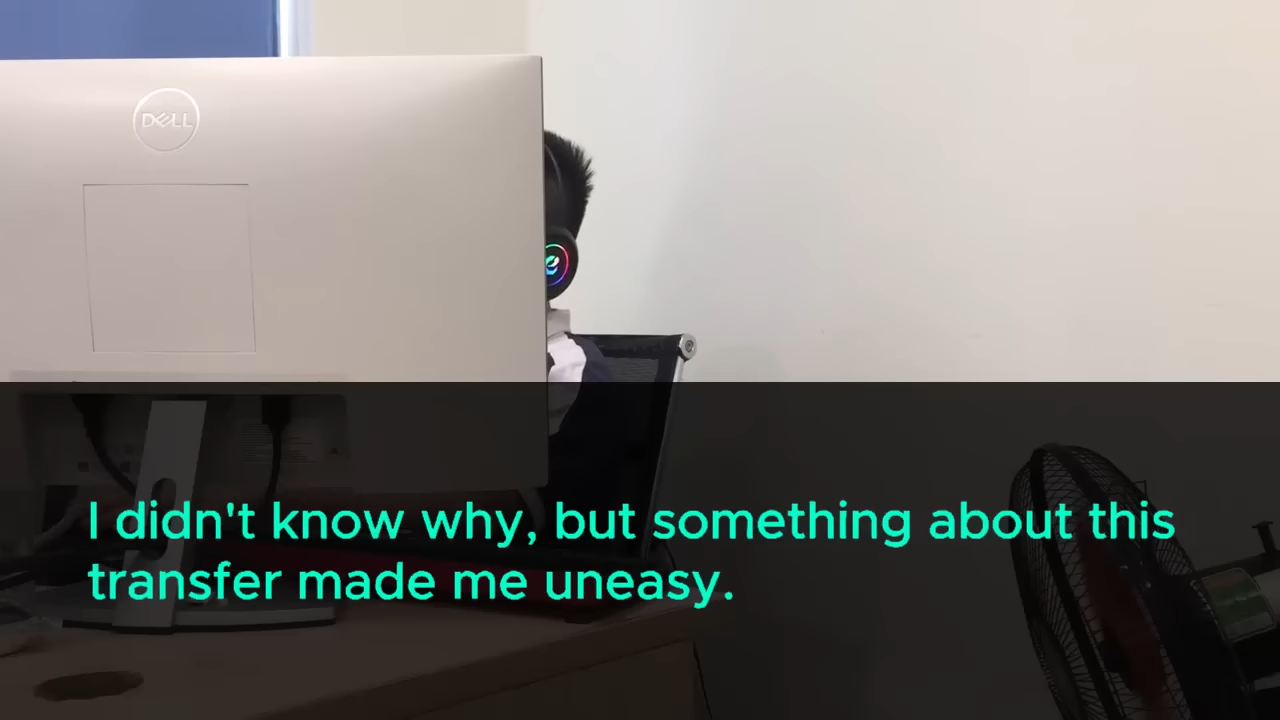 DELL
I didn't know why, but something about this
transfer made me uneasy.